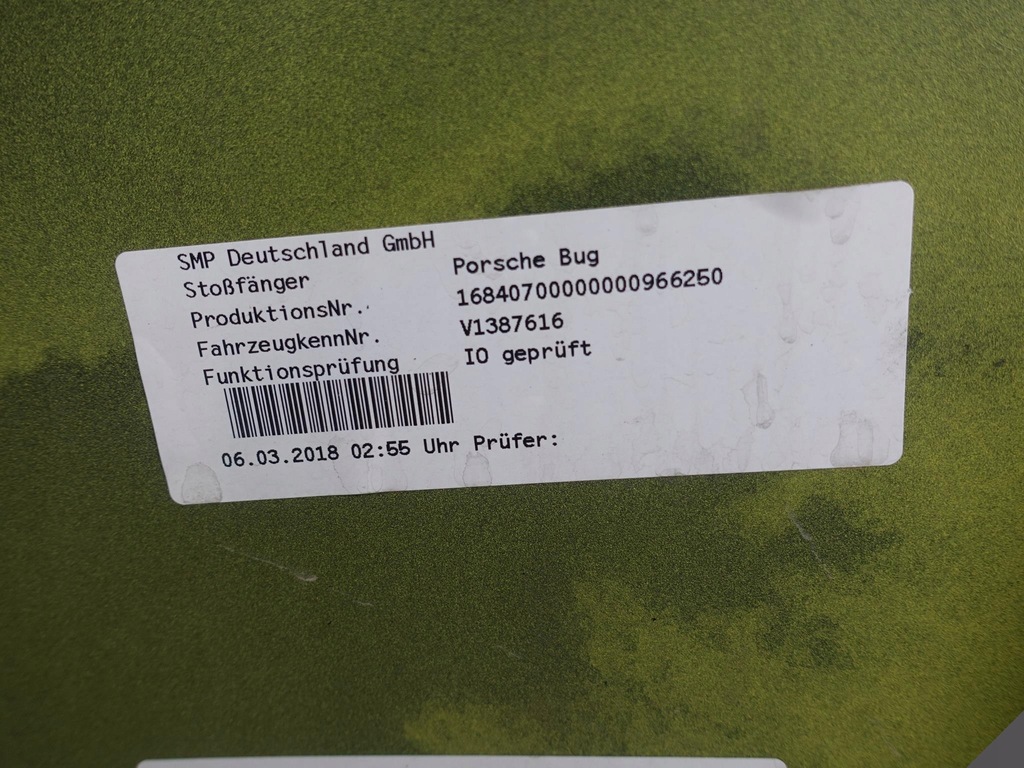 SMP Deutschland GmbH
Stoßfänger Porsche Bug
ProduktionsNr. 16840700000000966250
FahrzeugkennNr. V1387616
Funktionsprüfung IO geprüft
06.03.2018 02:55 Uhr Prüfer: